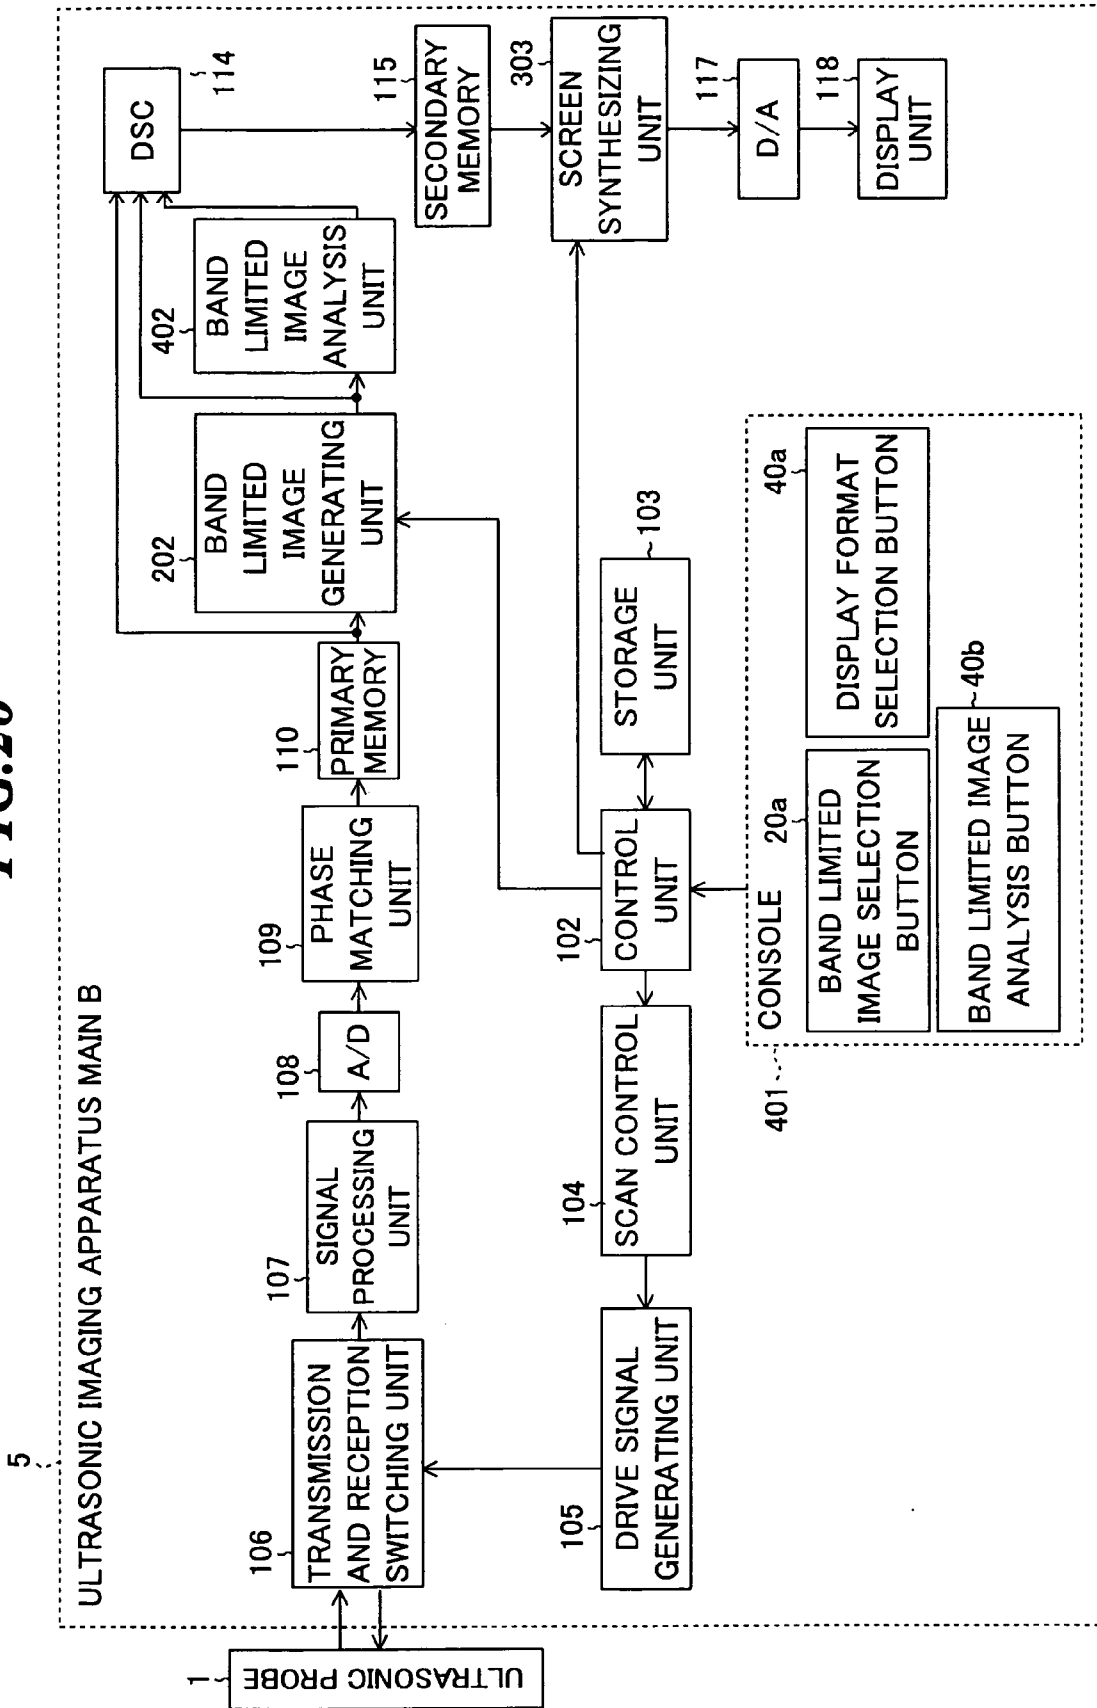 FIG.20
5
ULTRASONIC IMAGING APPARATUS MAIN B
1
ULTRASONIC PROBE
106
TRANSMISSION
AND RECEPTION
SWITCHING UNIT
107
SIGNAL
PROCESSING
UNIT
108
A/D
109
PHASE
MATCHING
UNIT
110
PRIMARY
MEMORY
202
BAND
LIMITED
IMAGE
GENERATING
UNIT
402
BAND
LIMITED
IMAGE
ANALYSIS
UNIT
DSC
114
115
SECONDARY
MEMORY
303
SCREEN
SYNTHESIZING
UNIT
117
D/A
118
DISPLAY
UNIT
105
DRIVE SIGNAL
GENERATING UNIT
104
SCAN CONTROL
UNIT
102
CONTROL
UNIT
103
STORAGE
UNIT
401
CONSOLE
20a
BAND LIMITED
IMAGE SELECTION
BUTTON
40a
DISPLAY FORMAT
SELECTION BUTTON
40b
BAND LIMITED IMAGE
ANALYSIS BUTTON